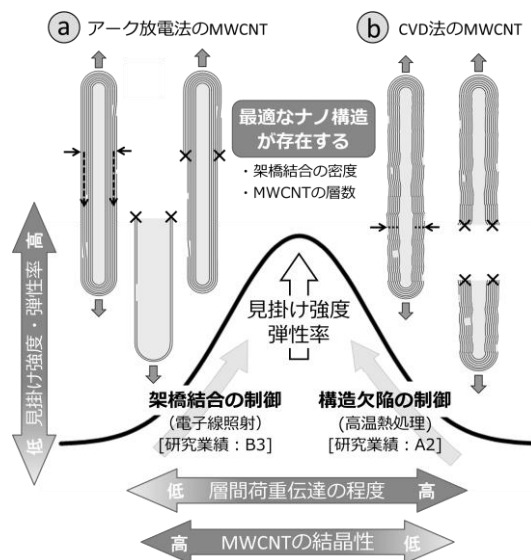 a アーク放電法のMWCNT
b CVD法のMWCNT
最適なナノ構造
が存在する
・架橋結合の密度
・MWCNTの層数
高
見掛け強度・弾性率
低
見掛け強度
弾性率
架橋結合の制御
(電子線照射)
[研究業績：B3]
構造欠陥の制御
(高温熱処理)
[研究業績：A2]
低 層間荷重伝達の程度 高
高 MWCNTの結晶性 低